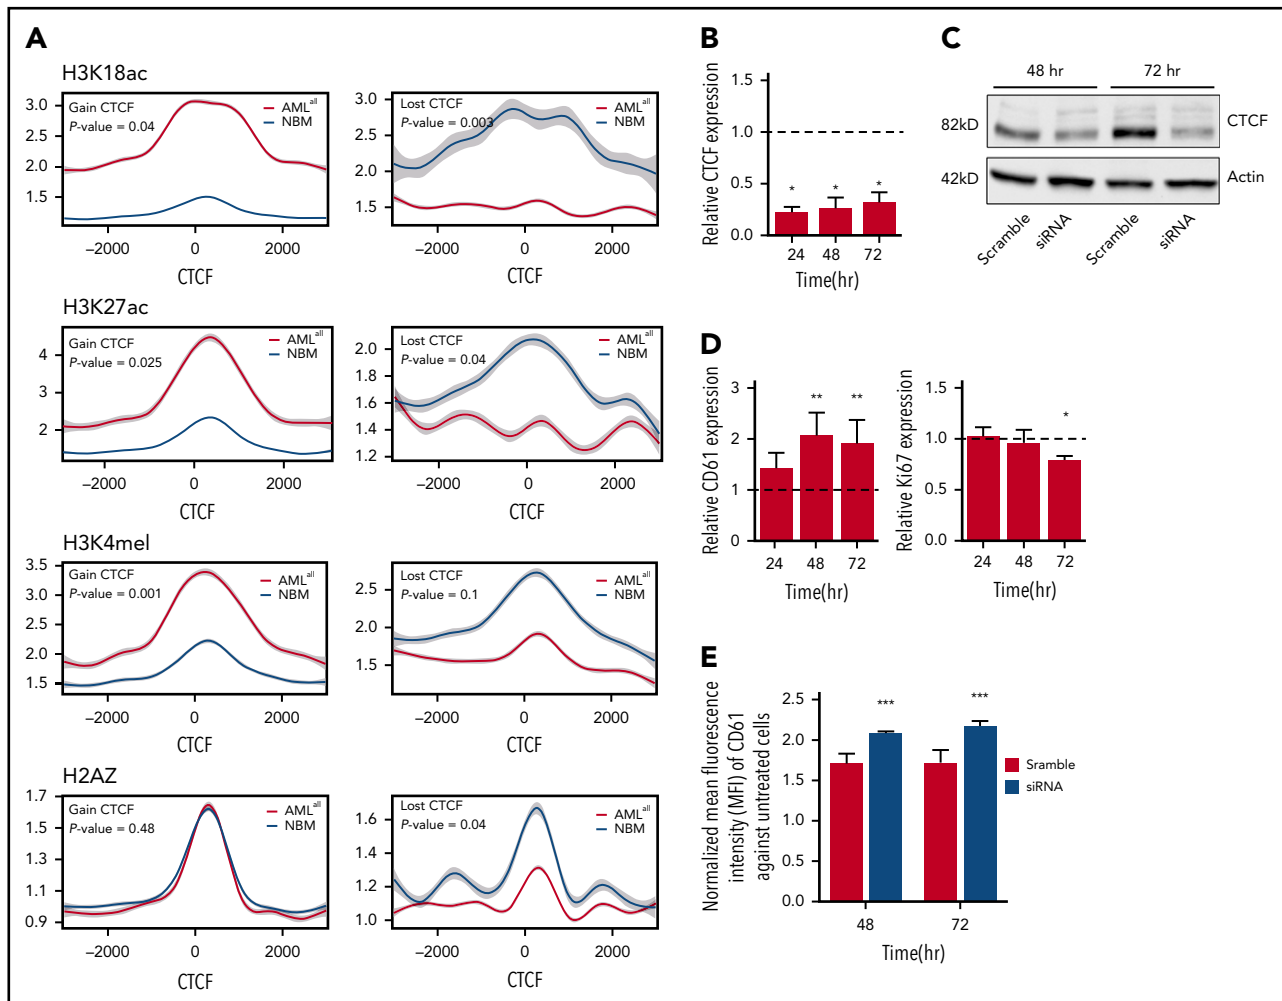 A
H3K18ac
Gain CTCF
P-value = 0.04
AML^all
NBM
3.0
2.5
2.0
1.5
−2000
0
2000
CTCF
Lost CTCF
P-value = 0.003
AML^all
NBM
3.0
2.5
2.0
1.5
−2000
0
2000
CTCF
H3K27ac
Gain CTCF
P-value = 0.025
AML^all
NBM
4
3
2
−2000
0
2000
CTCF
Lost CTCF
P-value = 0.04
AML^all
NBM
2.0
1.8
1.6
1.4
1.2
−2000
0
2000
CTCF
H3K4mel
Gain CTCF
P-value = 0.001
AML^all
NBM
3.5
3.0
2.5
2.0
1.5
−2000
0
2000
CTCF
Lost CTCF
P-value = 0.1
AML^all
NBM
2.5
2.0
1.5
−2000
0
2000
CTCF
H2AZ
Gain CTCF
P-value = 0.48
AML^all
NBM
1.7
1.5
1.3
1.0
0.9
−2000
0
2000
CTCF
Lost CTCF
P-value = 0.04
AML^all
NBM
1.6
1.4
1.2
1.0
−2000
0
2000
CTCF
B
Relative CTCF expression
1.5
1.0
0.5
0.0
* * *
24 48 72
Time(hr)
C
48 hr 72 hr
82kD CTCF
42kD Actin
Scramble siRNA Scramble siRNA
D
Relative CD61 expression
3
2
1
0
** **
24 48 72
Time(hr)
Relative Ki67 expression
1.5
1.0
0.5
0.0
*
24 48 72
Time(hr)
E
Normalized mean fluorescence
intensity (MFI) of CD61
against untreated cells
2.5
2.0
1.5
1.0
0.5
0.0
*** ***
48 72
Time(hr)
Sramble
siRNA